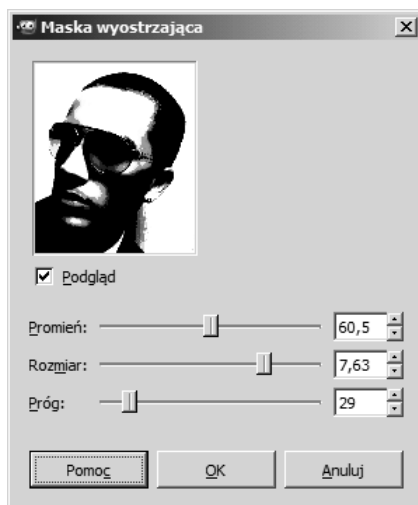 Maska wyostrzająca
Podgląd
Promień: 60,5
Rozmiar: 7,63
Próg: 29
Pomoc OK Anuluj